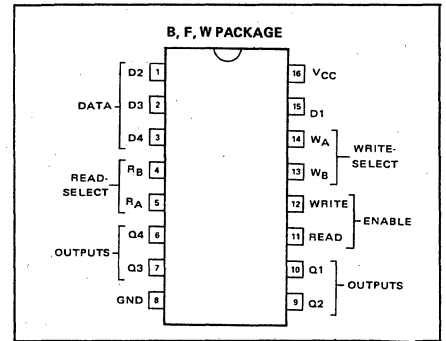 B, F, W PACKAGE
D2 1
16 VCC
DATA
D3 2
15 D1
D4 3
14 WA
WRITE-
SELECT
READ-
SELECT
RB 4
13 WB
RA 5
12 WRITE
ENABLE
OUTPUTS
Q4 6
11 READ
Q3 7
10 Q1
OUTPUTS
GND 8
9 Q2